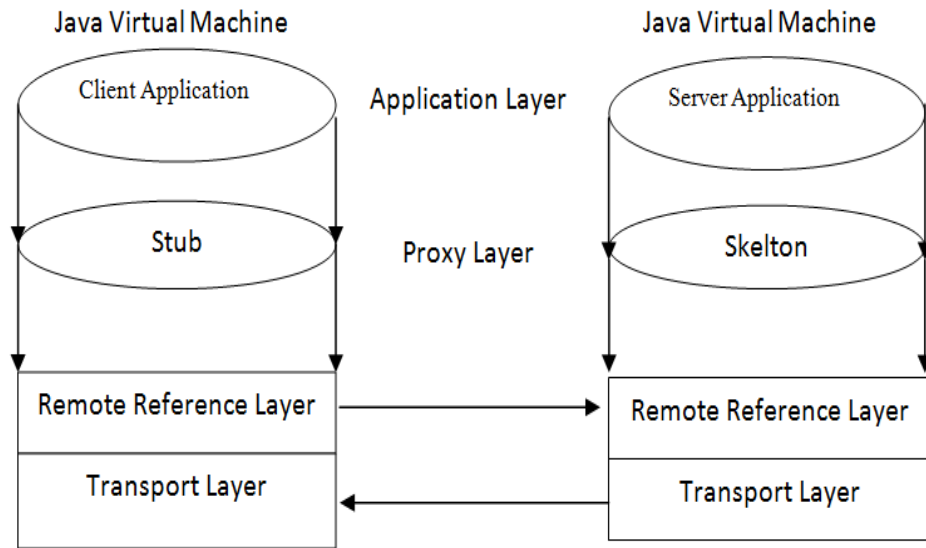 Java Virtual Machine
Java Virtual Machine
Client Application
Application Layer
Server Application
Stub
Proxy Layer
Skelton
Remote Reference Layer
Remote Reference Layer
Transport Layer
Transport Layer